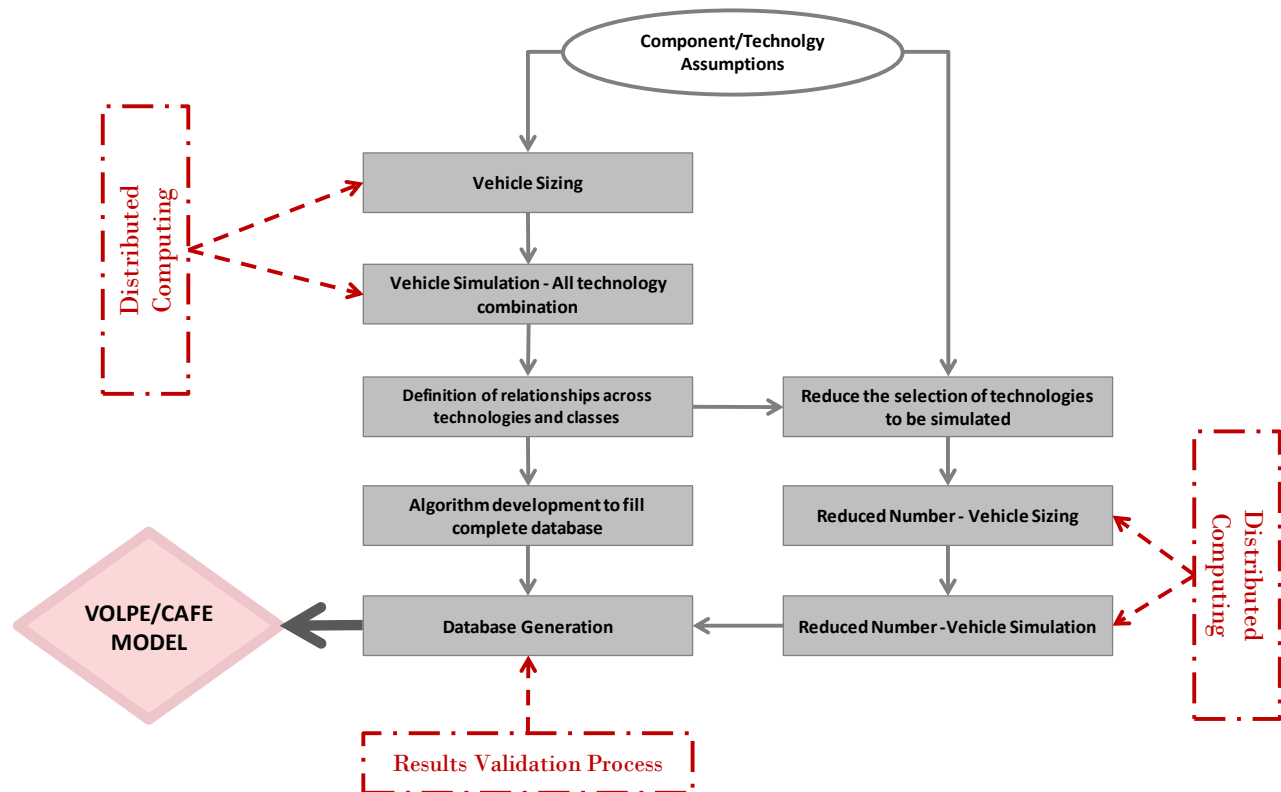 Component/Technolgy
Assumptions
Distributed
Computing
Vehicle Sizing
Vehicle Simulation - All technology
combination
Definition of relationships across
technologies and classes
Reduce the selection of technologies
to be simulated
Algorithm development to fill
complete database
Reduced Number - Vehicle Sizing
Distributed
Computing
VOLPE/CAFE
MODEL
Database Generation
Reduced Number -Vehicle Simulation
Results Validation Process